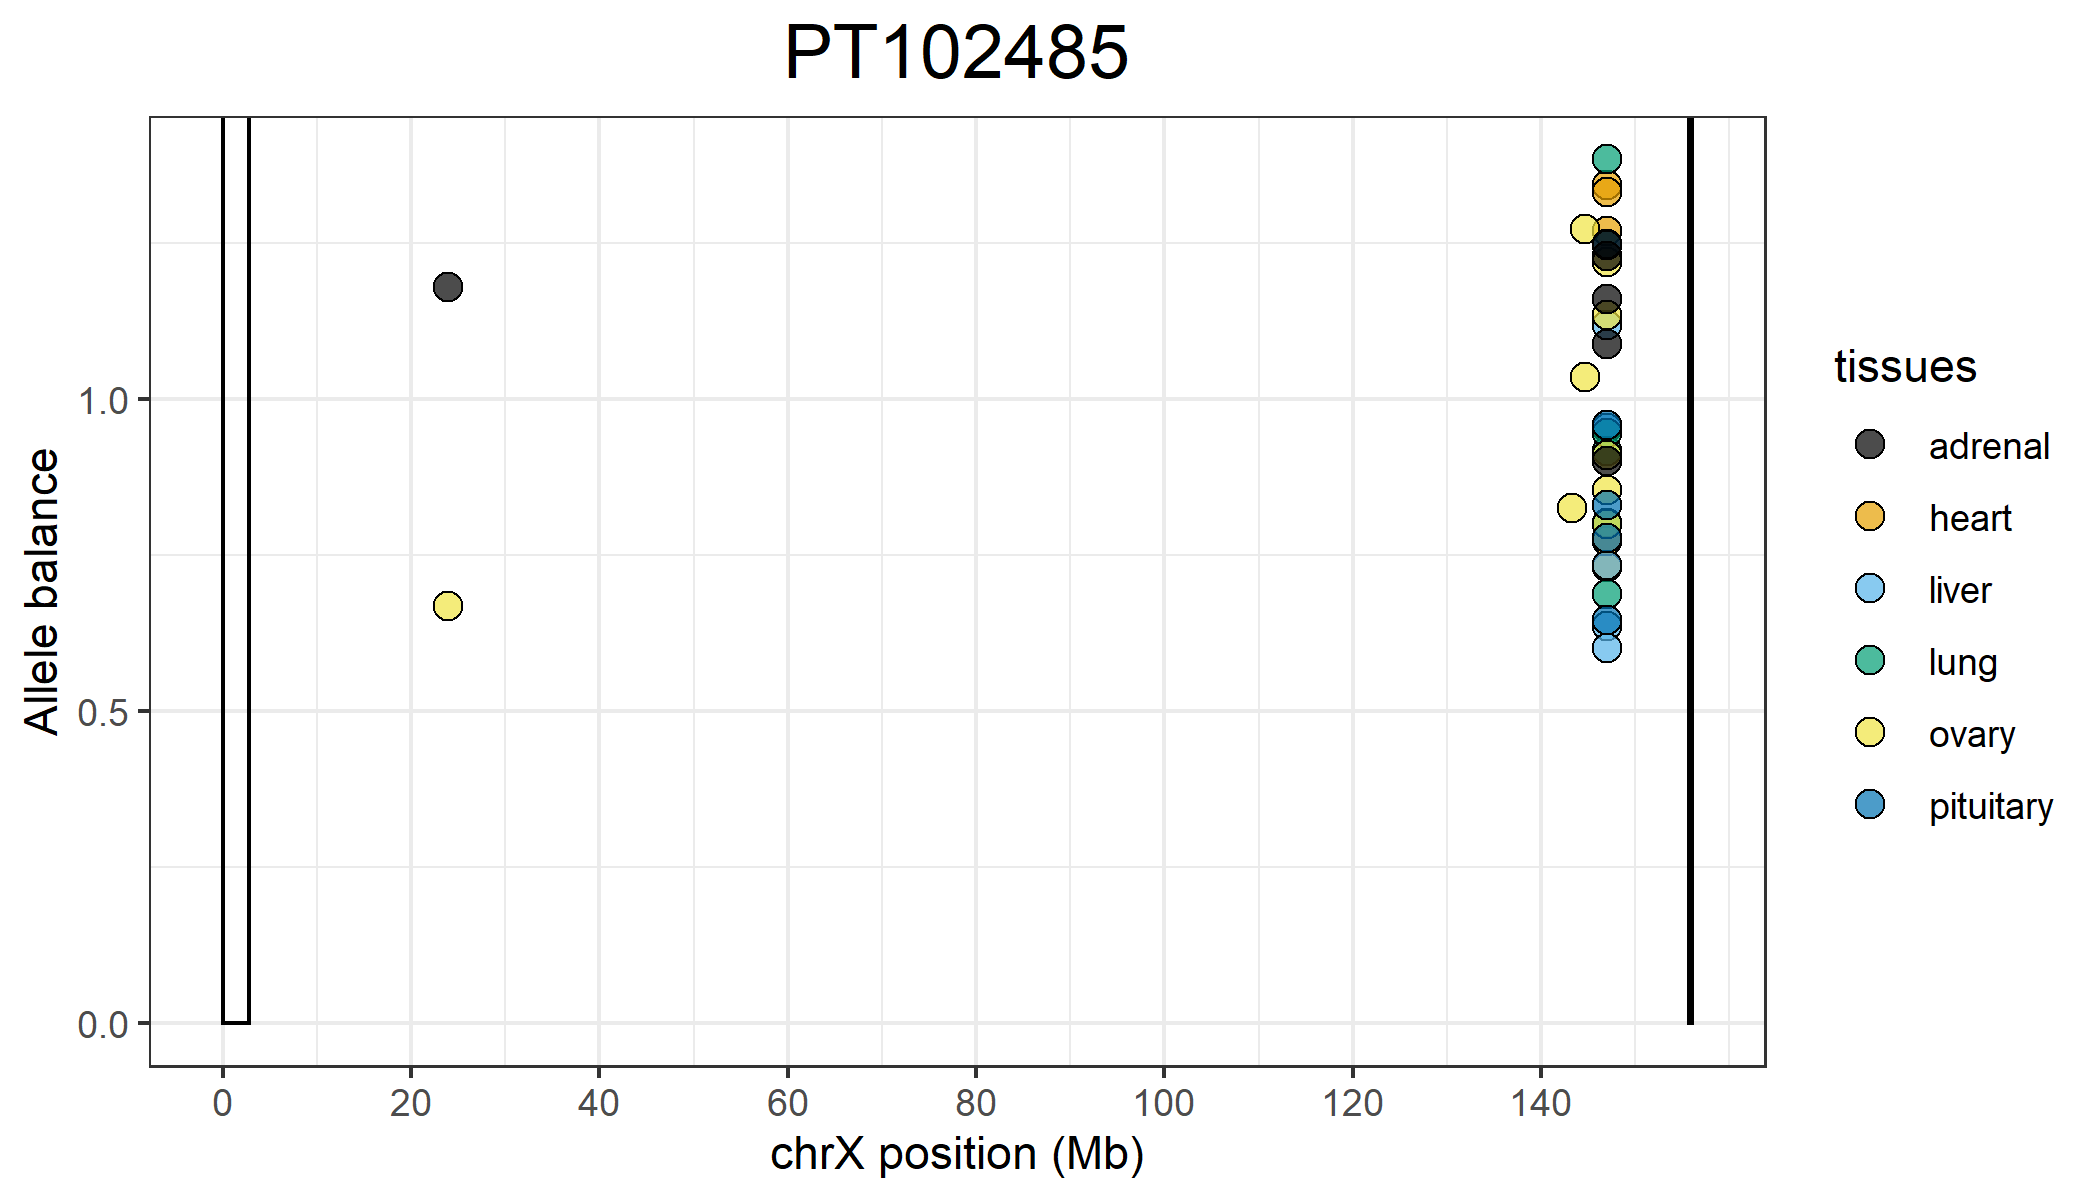 PT102485
Allele balance
1.0
0.5
0.0
0 20 40 60 80 100 120 140
chrX position (Mb)
tissues
adrenal
heart
liver
lung
ovary
pituitary